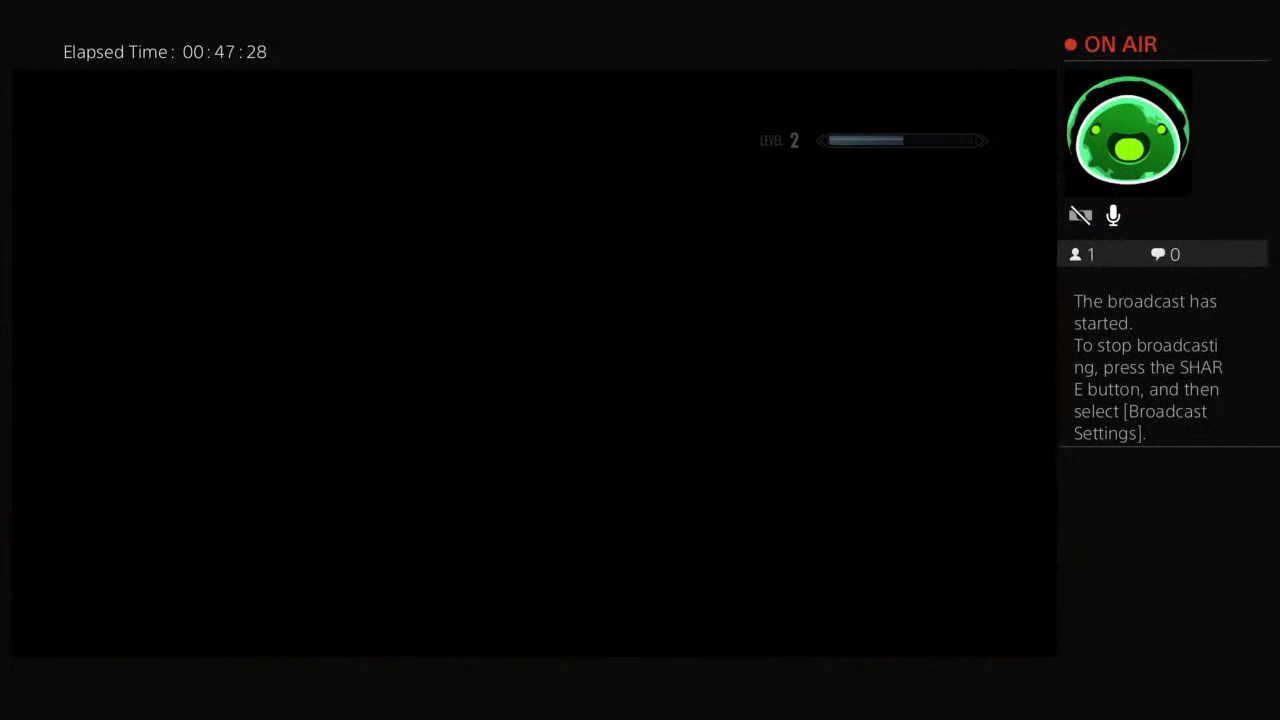 Elapsed Time: 00:47:28
ON AIR
LEVEL 2
1 0
The broadcast has
started.
To stop broadcasti
ng, press the SHAR
E button, and then
select [Broadcast
Settings].